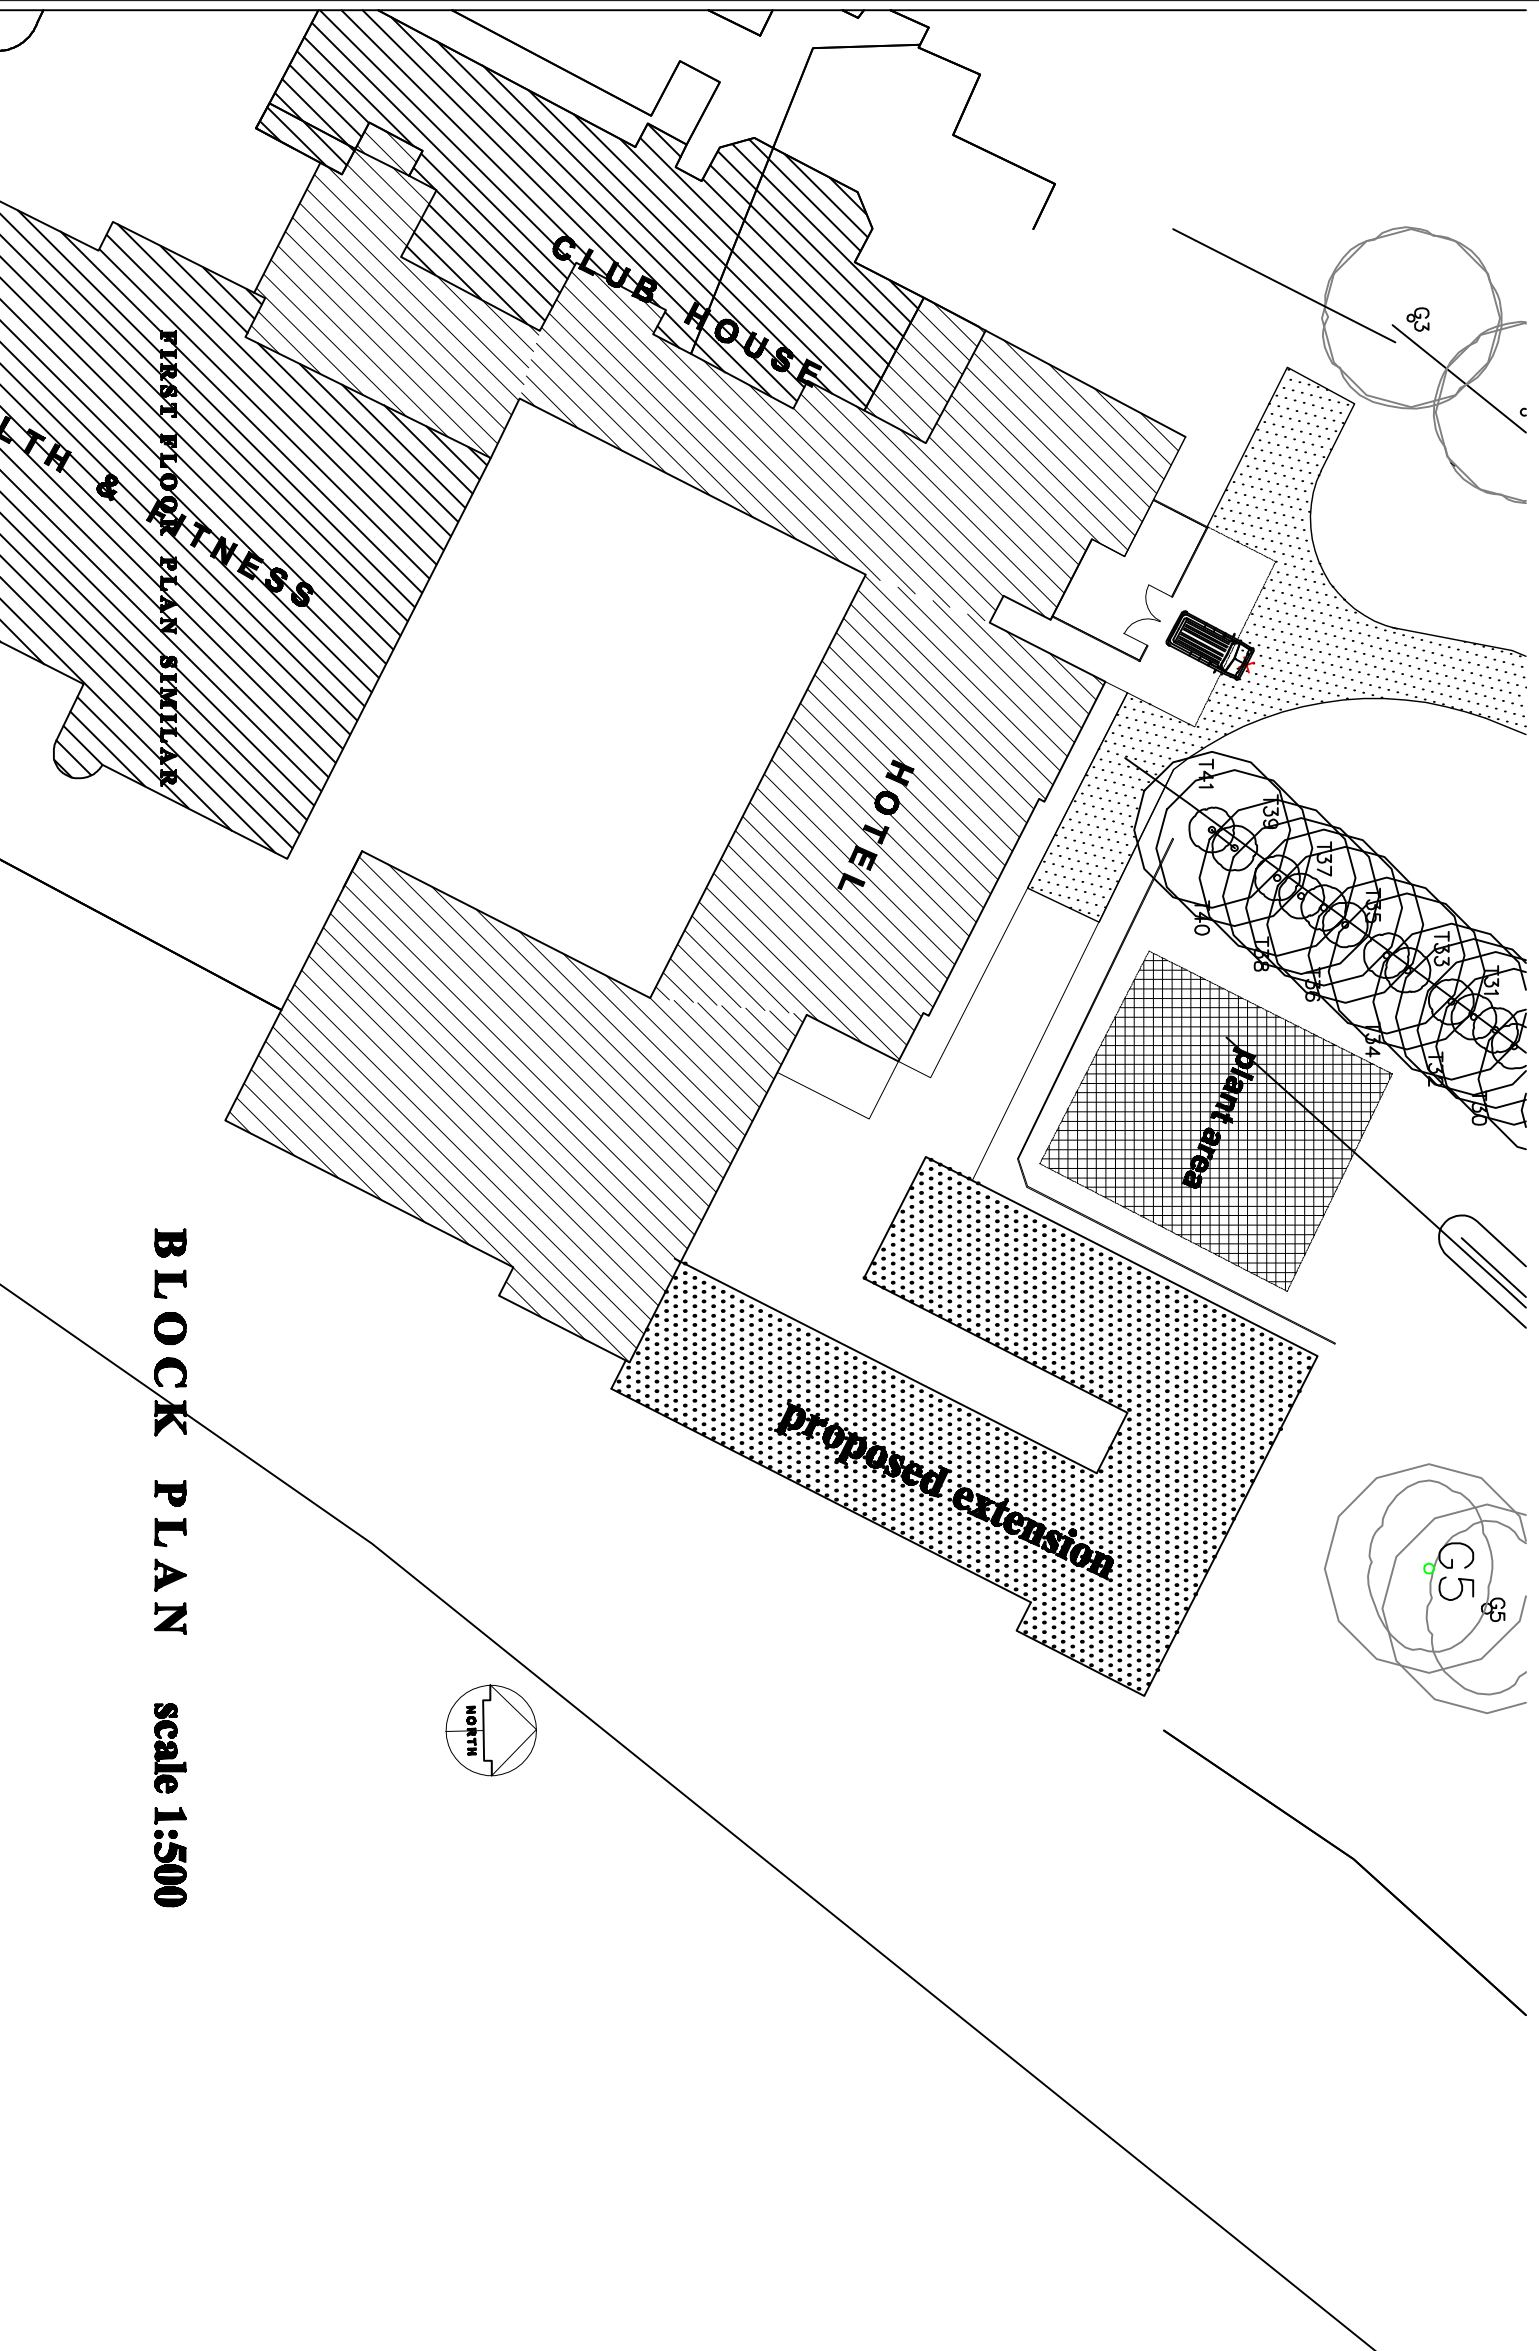 CLUB HOUSE
G3
LTH & FITNESS
FIRST FLOOR PLAN SIMILAR
HOTEL
T41
T39
T37
T35
T33
T31
T40
T38
T36
T34
T32
T30
plant area
proposed extension
G5
G5
NORTH
BLOCK PLAN scale 1:500